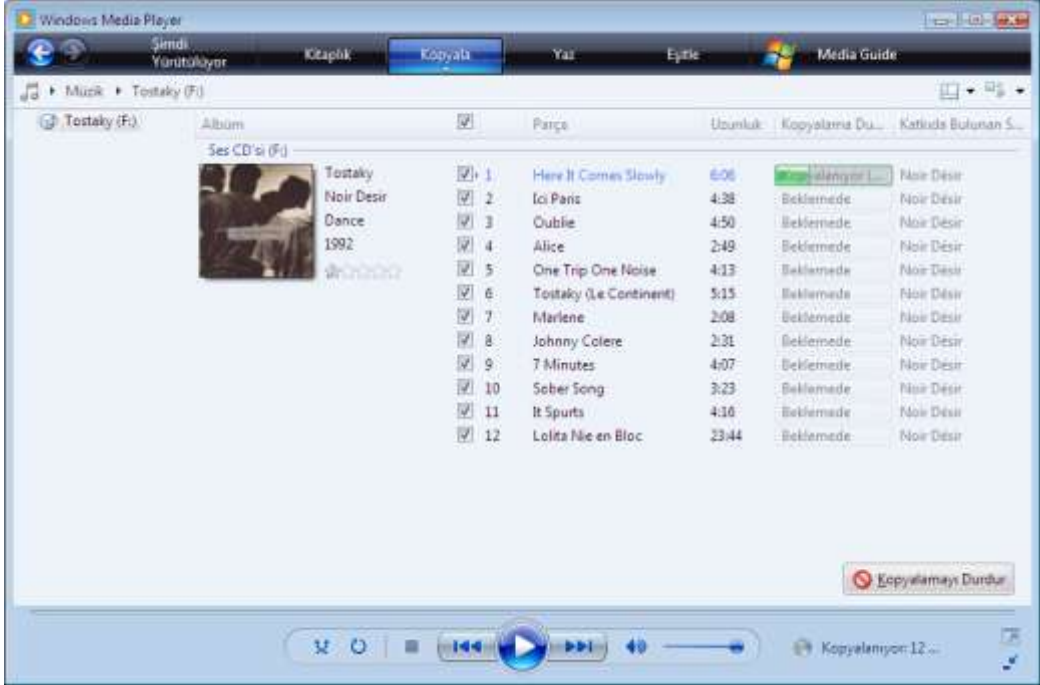 Windows Media Player
Şimdi
Yürütülüyor
Kitaplık
Kopyala
Yaz
Eşitle
Media Guide
Müzik
Tostaky (F:)
Tostaky (F:)
Albüm
Parça
Uzunluk
Kopyalama Du...
Katkıda Bulunan S...
Ses CD'si (F:)
Tostaky
Noir Desir
Dance
1992
1 Here It Comes Slowly 6:06 Kopyalanıyor (... Noir Désir
2 Ici Paris 4:38 Beklemede Noir Désir
3 Oublie 4:50 Beklemede Noir Désir
4 Alice 2:49 Beklemede Noir Désir
5 One Trip One Noise 4:13 Beklemede Noir Désir
6 Tostaky (Le Continent) 5:15 Beklemede Noir Désir
7 Marlene 2:08 Beklemede Noir Désir
8 Johnny Colere 2:31 Beklemede Noir Désir
9 7 Minutes 4:07 Beklemede Noir Désir
10 Sober Song 3:23 Beklemede Noir Désir
11 It Spurts 4:16 Beklemede Noir Désir
12 Lolita Nie en Bloc 23:44 Beklemede Noir Désir
Kopyalamayı Durdur
Kopyalanıyor: 12 ...